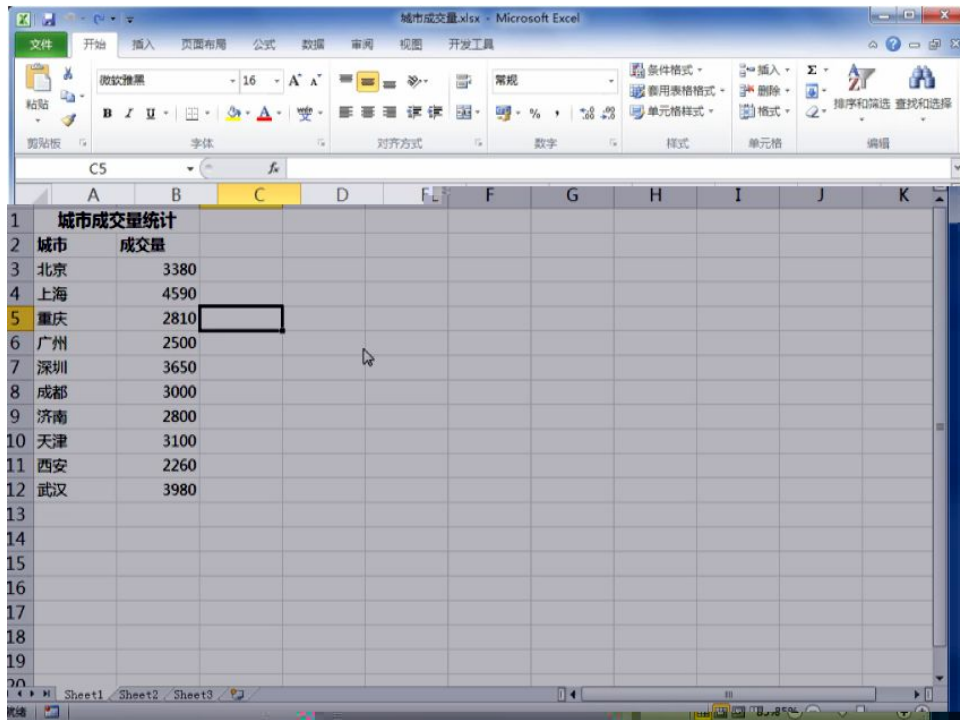 城市成交量.xlsx - Microsoft Excel
文件 开始 插入 页面布局 公式 数据 审阅 视图 开发工具
微软雅黑 16 A A 常规 条件格式 插入 Σ
粘贴 套用表格格式 删除 排序和筛选 查找和选择
B I U A % , 单元格样式 格式
剪贴板 字体 对齐方式 数字 样式 单元格 编辑
C5 fx
A B C D E F G H I J K
1 城市成交量统计
2 城市 成交量
3 北京 3380
4 上海 4590
5 重庆 2810
6 广州 2500
7 深圳 3650
8 成都 3000
9 济南 2800
10 天津 3100
11 西安 2260
12 武汉 3980
13
14
15
16
17
18
19
20
Sheet1 Sheet2 Sheet3
就绪 85%